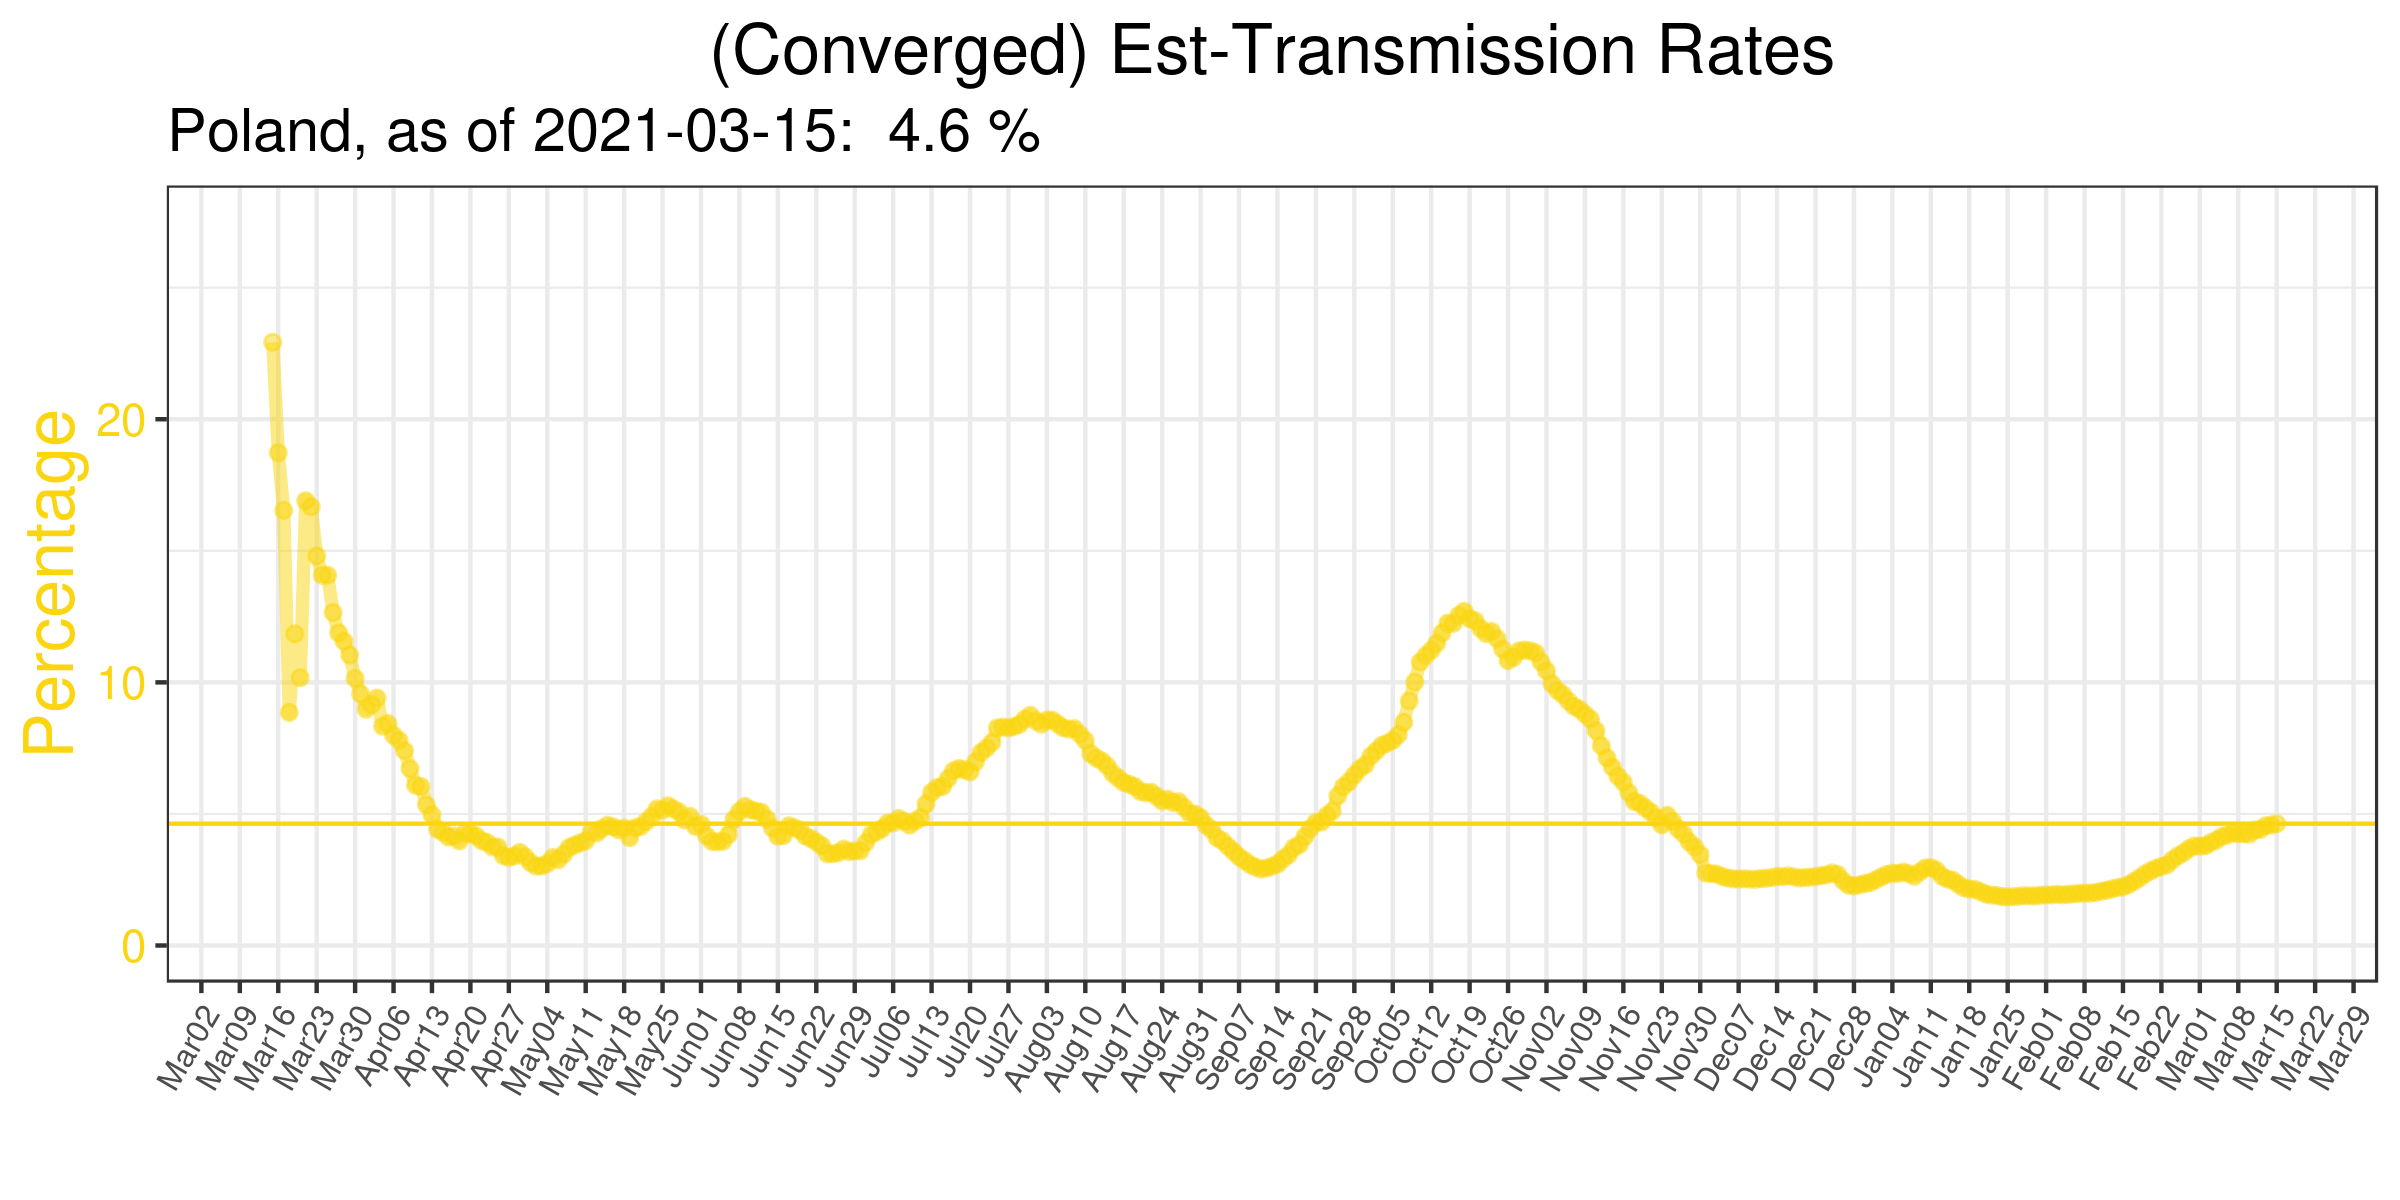 (Converged) Est-Transmission Rates
Poland, as of 2021-03-15:  4.6 %
Percentage
20
10
0
Mar02
Mar09
Mar16
Mar23
Mar30
Apr06
Apr13
Apr20
Apr27
May04
May11
May18
May25
Jun01
Jun08
Jun15
Jun22
Jun29
Jul06
Jul13
Jul20
Jul27
Aug03
Aug10
Aug17
Aug24
Aug31
Sep07
Sep14
Sep21
Sep28
Oct05
Oct12
Oct19
Oct26
Nov02
Nov09
Nov16
Nov23
Nov30
Dec07
Dec14
Dec21
Dec28
Jan04
Jan11
Jan18
Jan25
Feb01
Feb08
Feb15
Feb22
Mar01
Mar08
Mar15
Mar22
Mar29